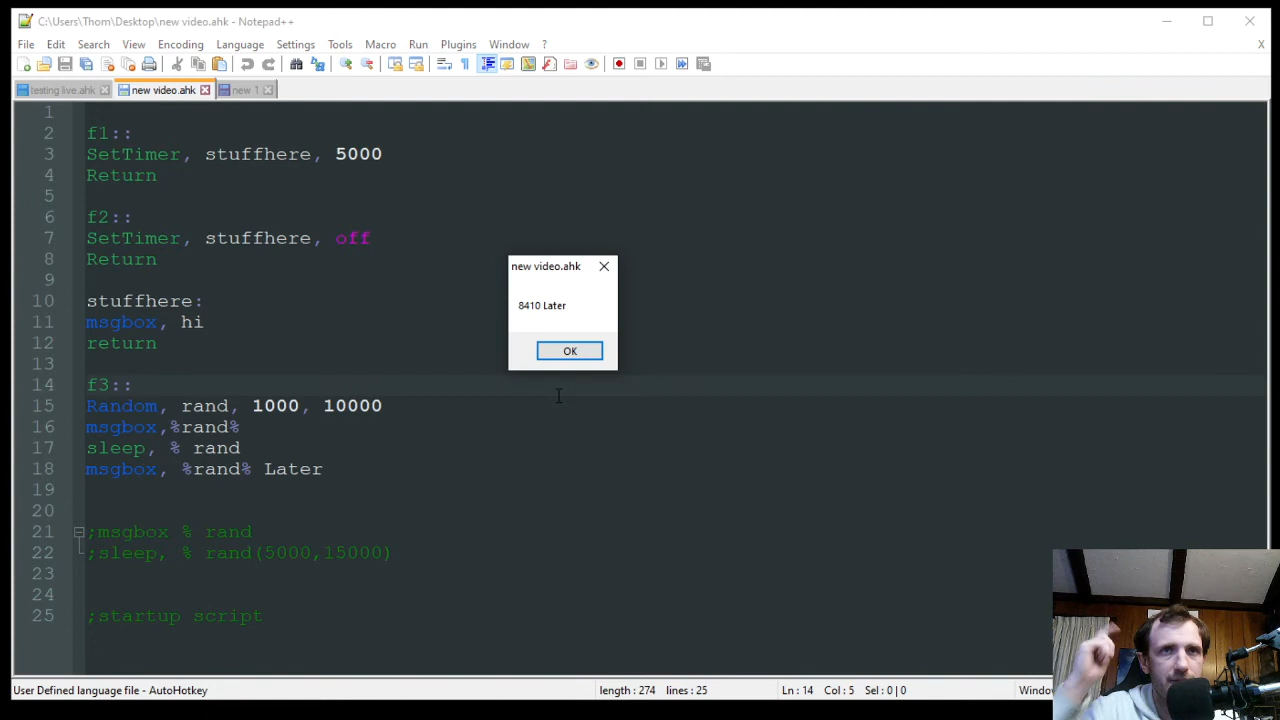 C:\Users\Thorn\Desktop\new video.ahk - Notepad++
File Edit Search View Encoding Language Settings Tools Macro Run Plugins Window ? X
testing live.ahk new video.ahk new 1
1
2 f1::
3 SetTimer, stuffhere, 5000
4 Return
5
6 f2::
7 SetTimer, stuffhere, off
8 Return
9
10 stuffhere:
11 msgbox, hi
12 return
13
14 f3::
15 Random, rand, 1000, 10000
16 msgbox,%rand%
17 sleep, % rand
18 msgbox, %rand% Later
19
20
21 ;msgbox % rand
22 ;sleep, % rand(5000,15000)
23
24
25 ;startup script
new video.ahk
8410 Later
OK
User Defined language file - AutoHotkey length : 274 lines : 25 Ln : 14 Col : 5 Sel : 0 | 0